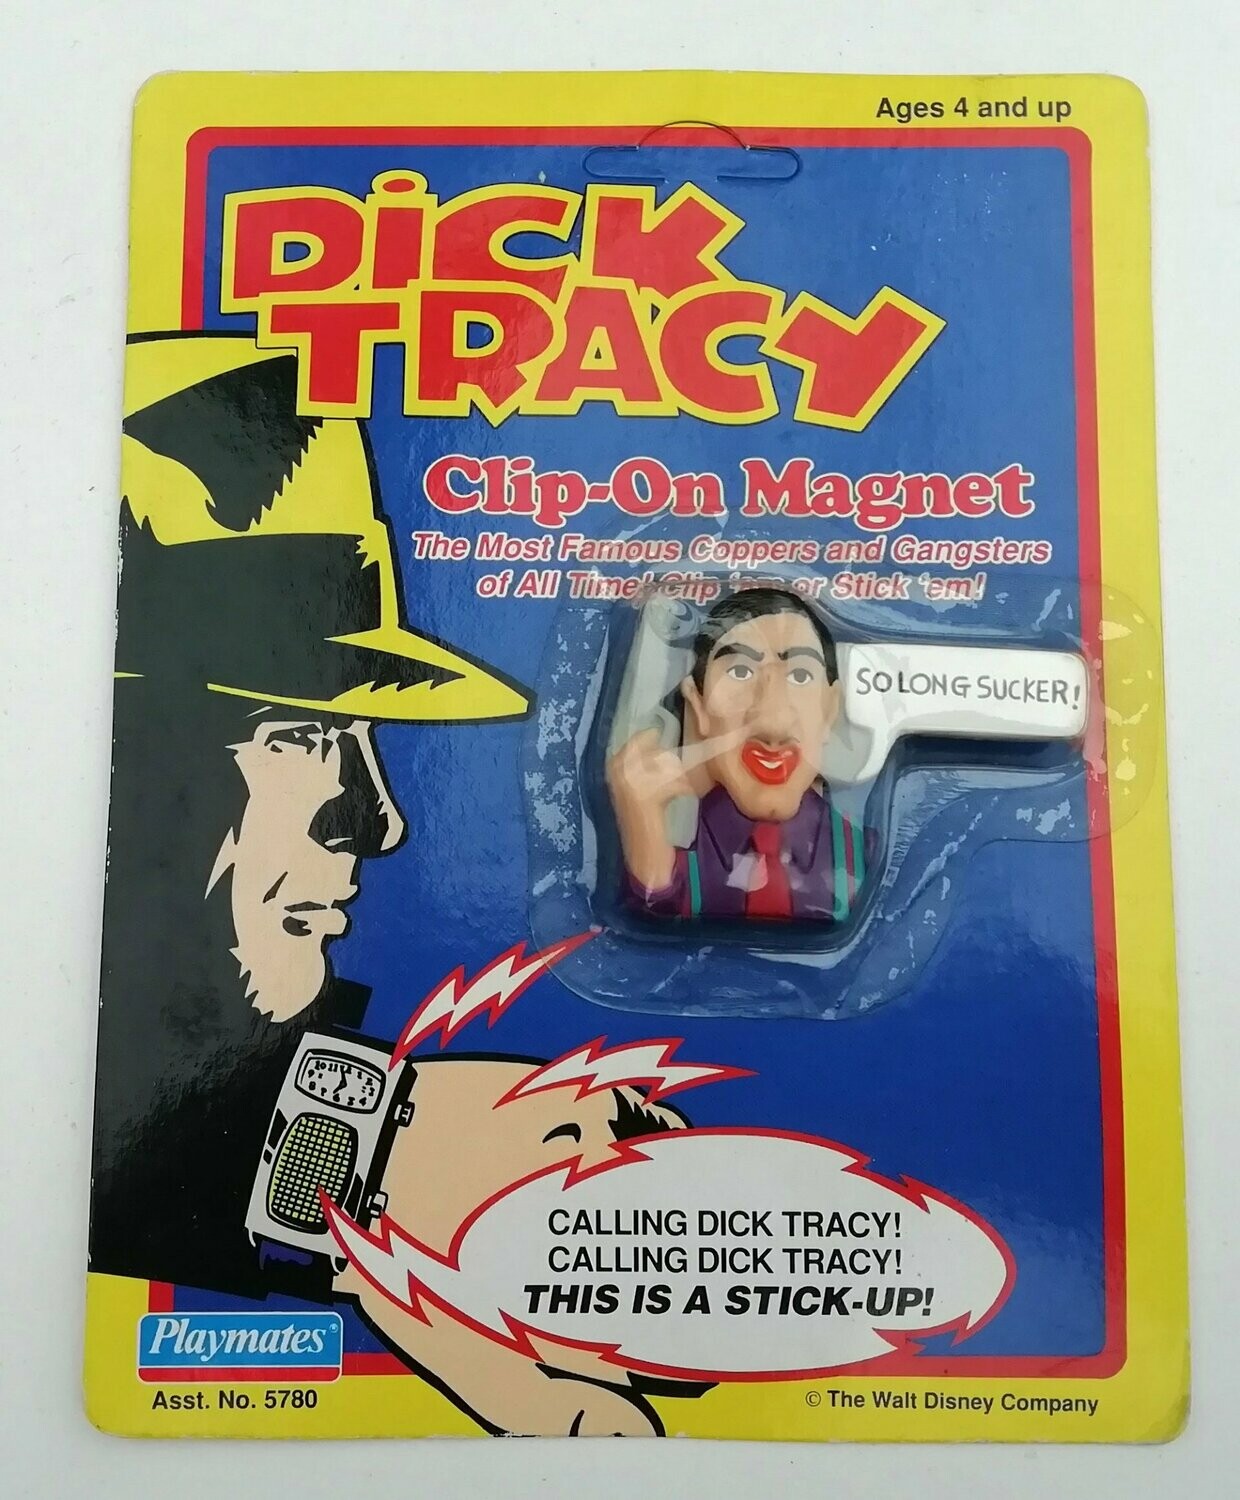 Ages 4 and up
DiCK
TRACY
Clip-On Magnet
The Most Famous Coppers and Gangsters
of All Time! Clip 'em or Stick 'em!
SO LONG SUCKER!
CALLING DICK TRACY!
CALLING DICK TRACY!
THIS IS A STICK-UP!
Playmates®
Asst. No. 5780
© The Walt Disney Company